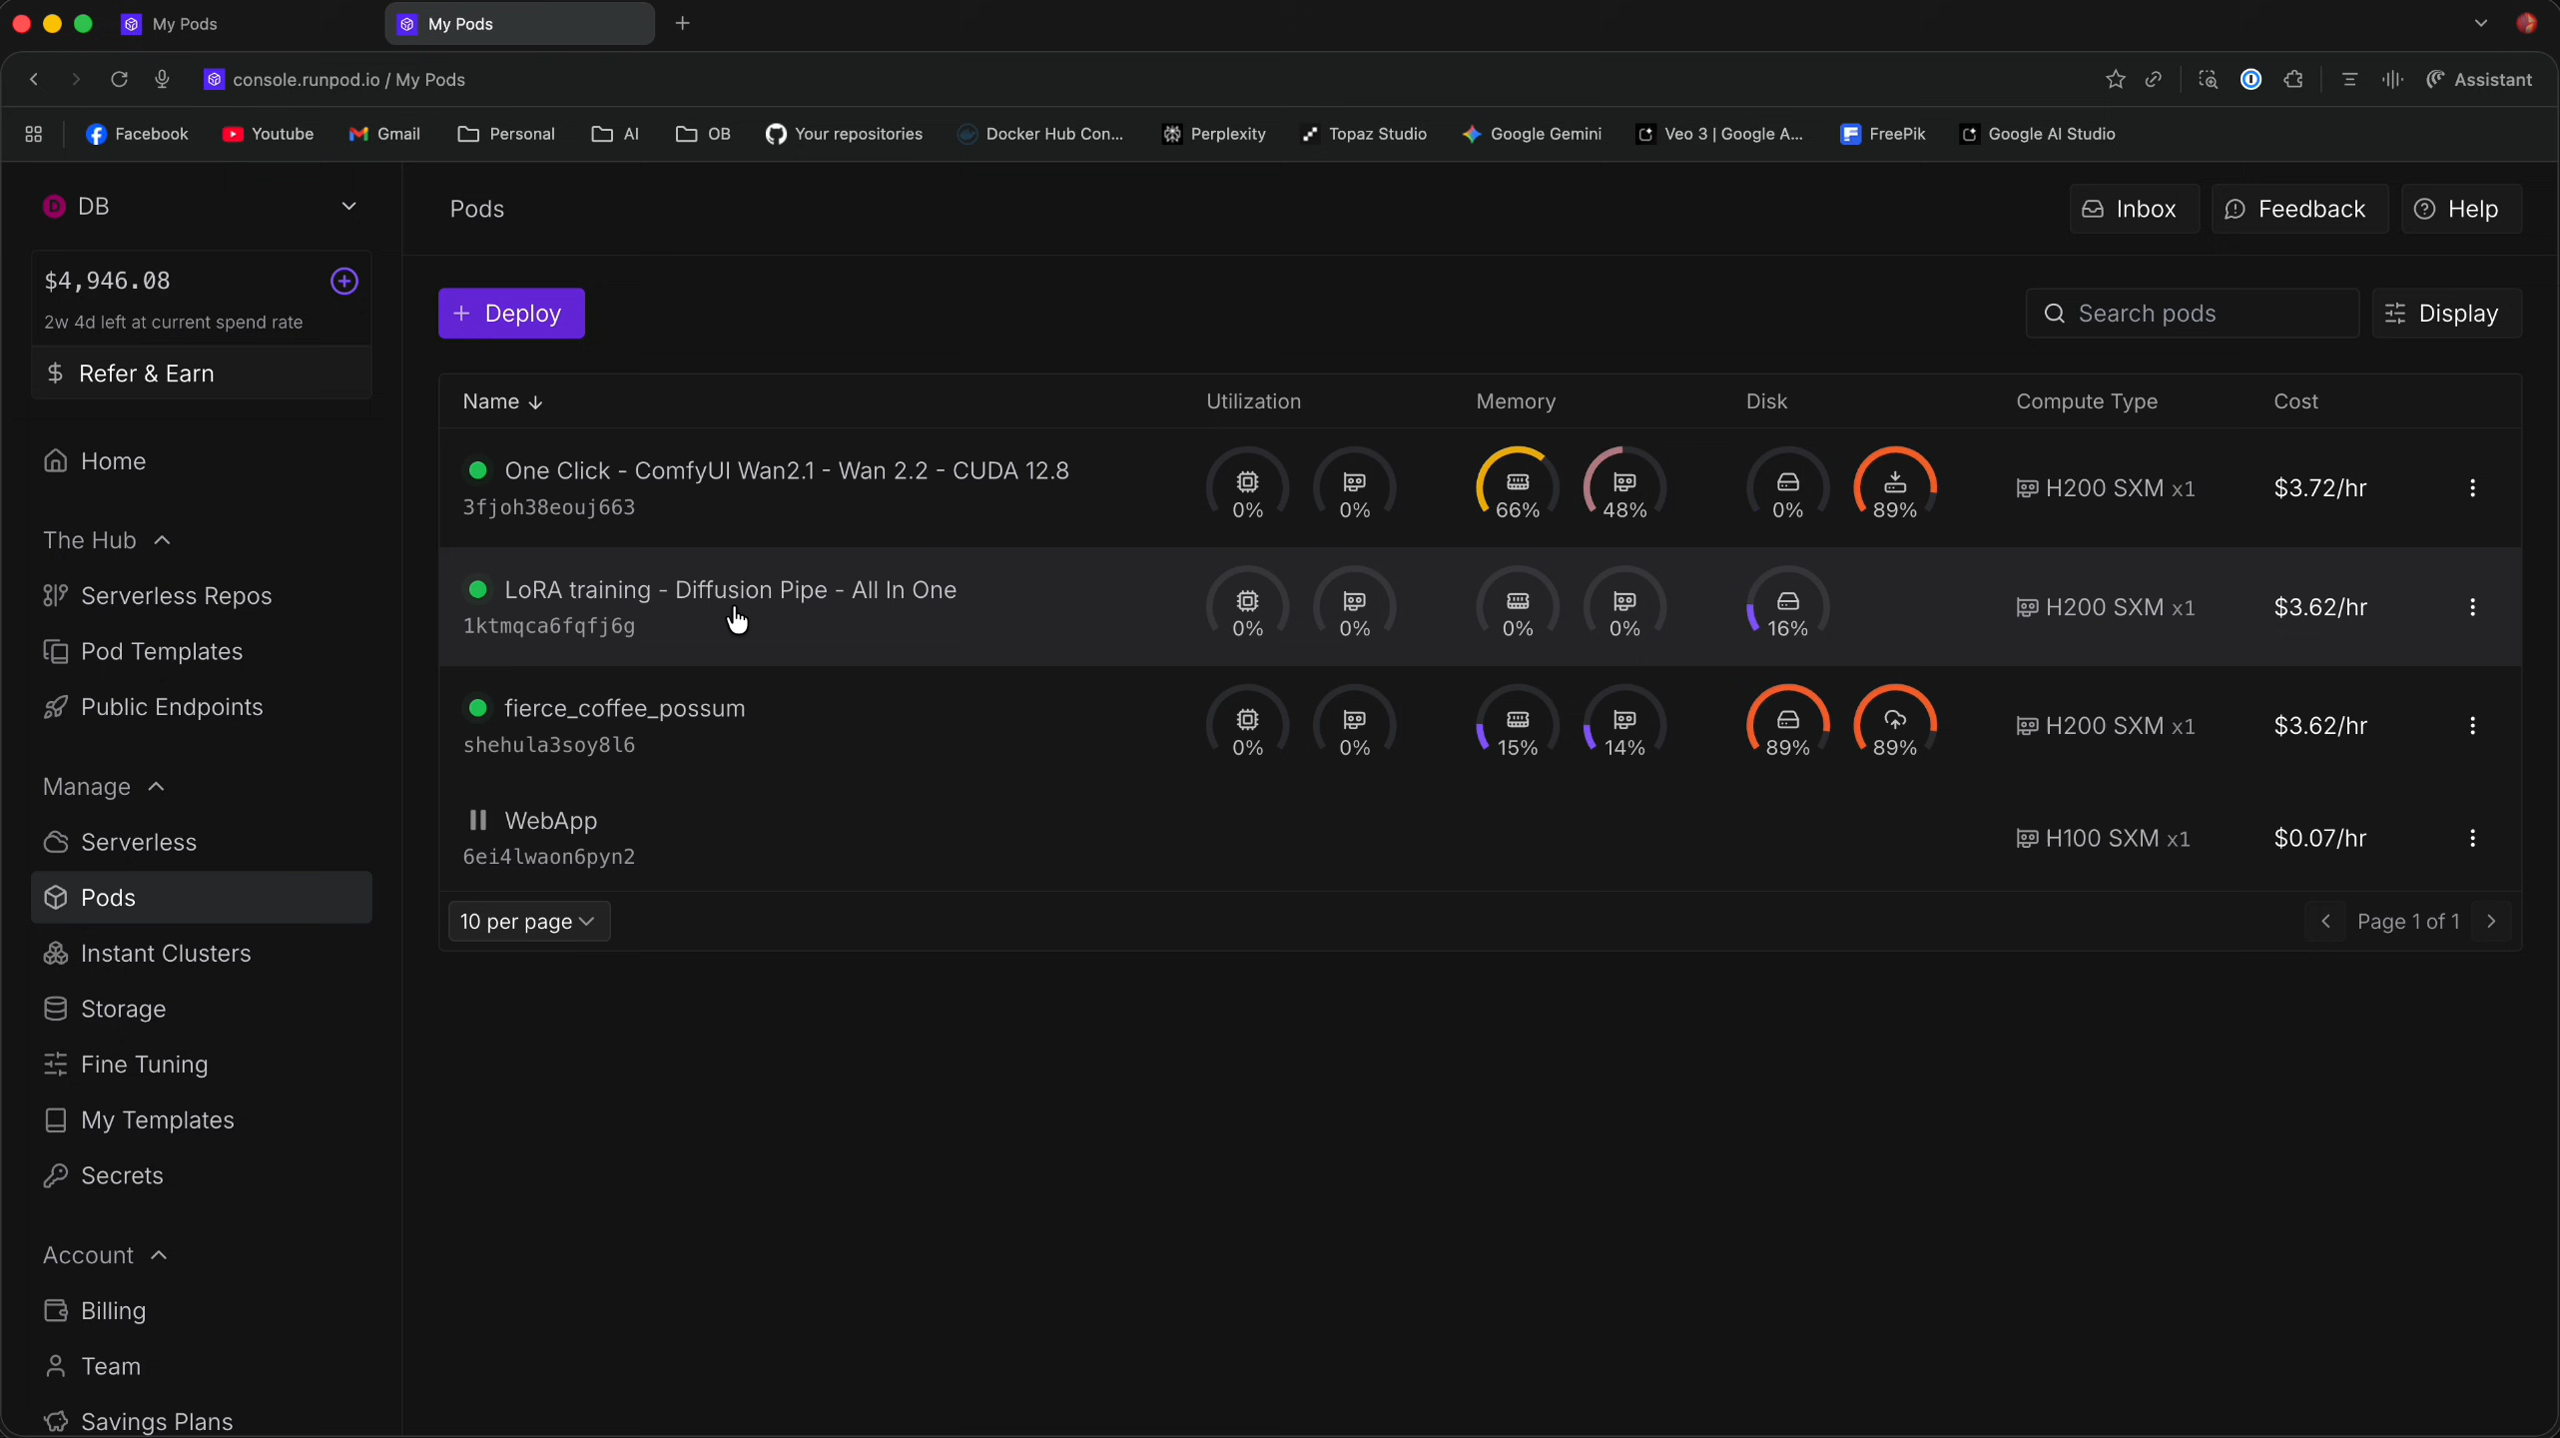 My Pods
My Pods
console.runpod.io / My Pods
Assistant
Facebook
Youtube
Gmail
Personal
AI
OB
Your repositories
Docker Hub Con...
Perplexity
Topaz Studio
Google Gemini
Veo 3 | Google A...
FreePik
Google AI Studio
D DB
Pods
Inbox
Feedback
Help
$4,946.08
2w 4d left at current spend rate
Refer & Earn
+ Deploy
Search pods
Display
Home
The Hub
Serverless Repos
Pod Templates
Public Endpoints
Manage
Serverless
Pods
Instant Clusters
Storage
Fine Tuning
My Templates
Secrets
Account
Billing
Team
Savings Plans
Name ↓ Utilization Memory Disk Compute Type Cost
One Click - ComfyUI Wan2.1 - Wan 2.2 - CUDA 12.8
3fjoh38eouj663
0% 0% 66% 48% 0% 89% H200 SXM x1 $3.72/hr
LoRA training - Diffusion Pipe - All In One
1ktmqca6fqfj6g
0% 0% 0% 0% 16% H200 SXM x1 $3.62/hr
fierce_coffee_possum
shehula3soy8l6
0% 0% 15% 14% 89% 89% H200 SXM x1 $3.62/hr
WebApp
6ei4lwaon6pyn2
H100 SXM x1 $0.07/hr
10 per page
Page 1 of 1